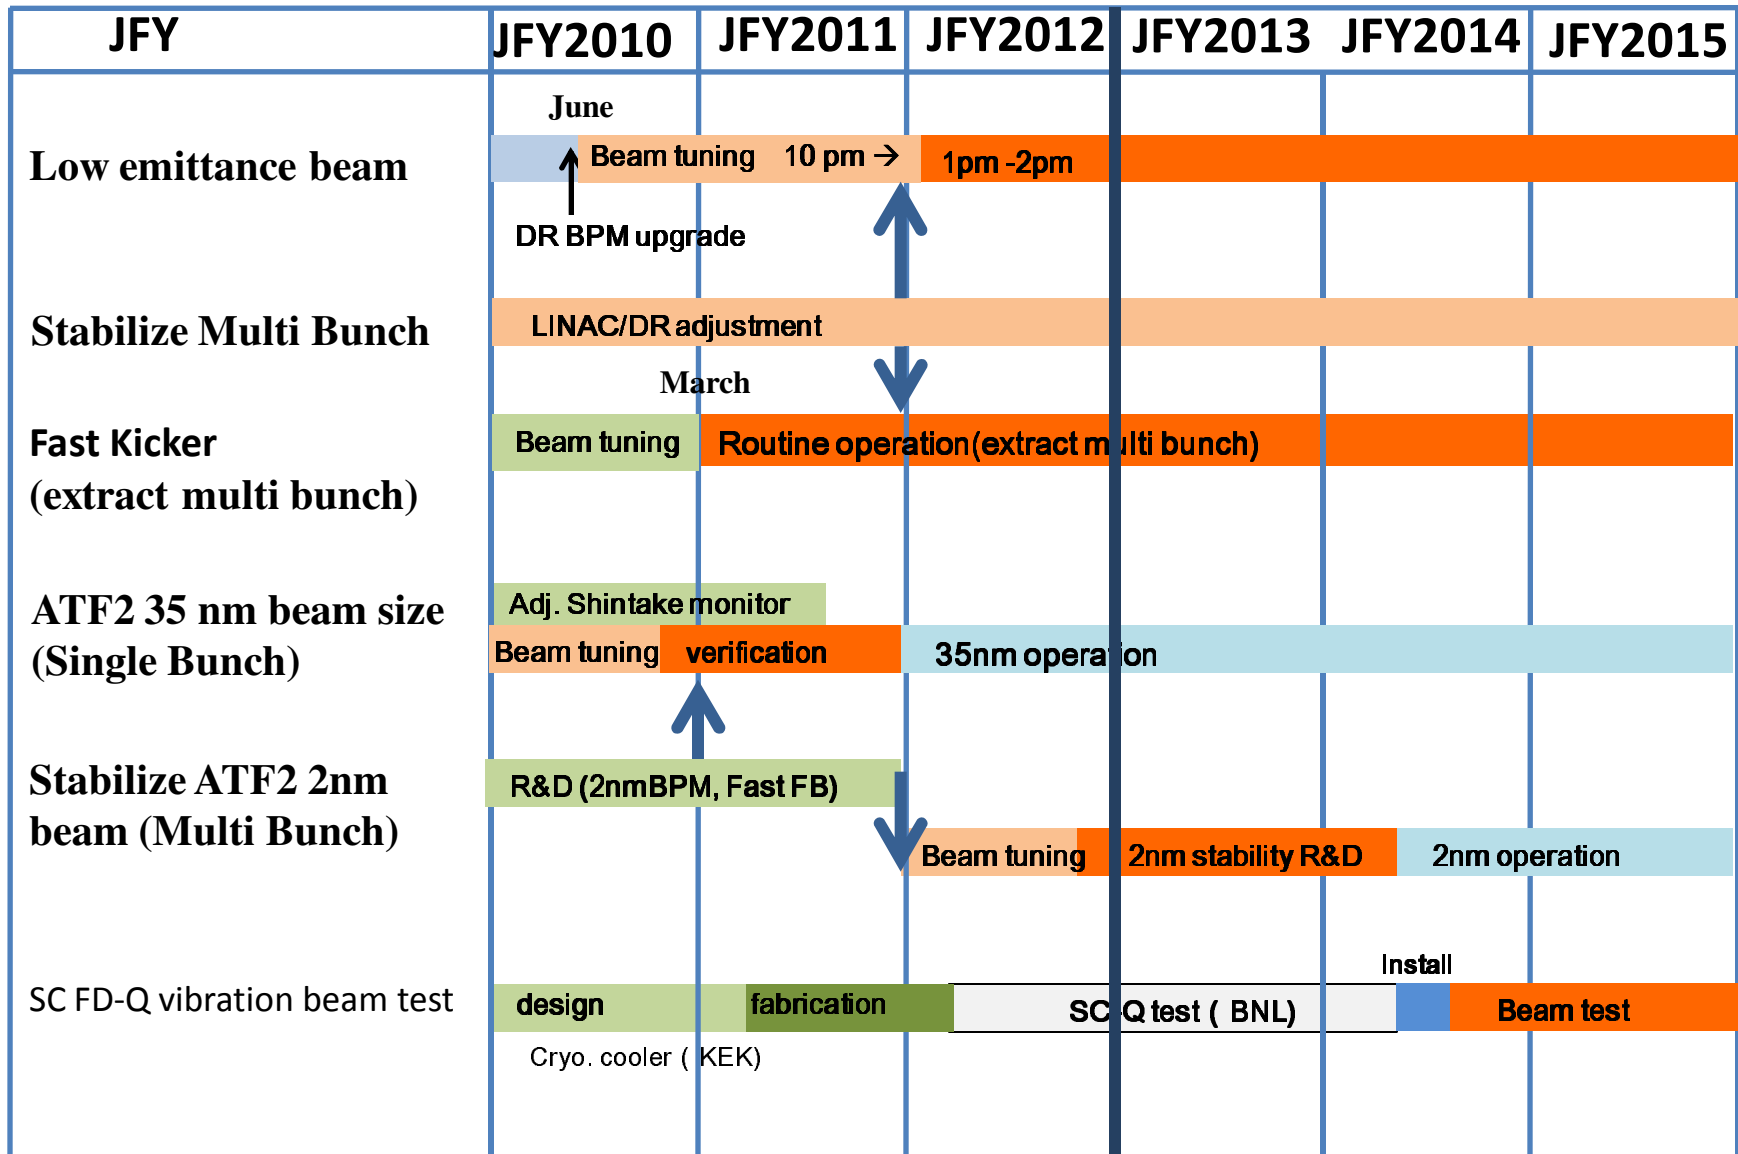 JFY JFY2010 JFY2011 JFY2012 JFY2013 JFY2014 JFY2015
June
Low emittance beam
Beam tuning 10 pm → 1pm -2pm
DR BPM upgrade
Stabilize Multi Bunch
LINAC/DR adjustment
March
Fast Kicker
(extract multi bunch)
Beam tuning Routine operation(extract multi bunch)
ATF2 35 nm beam size
(Single Bunch)
Adj. Shintake monitor
Beam tuning verification 35nm operation
Stabilize ATF2 2nm
beam (Multi Bunch)
R&D (2nmBPM, Fast FB)
Beam tuning 2nm stability R&D 2nm operation
Install
SC FD-Q vibration beam test
design fabrication SC-Q test ( BNL) Beam test
Cryo. cooler ( KEK)